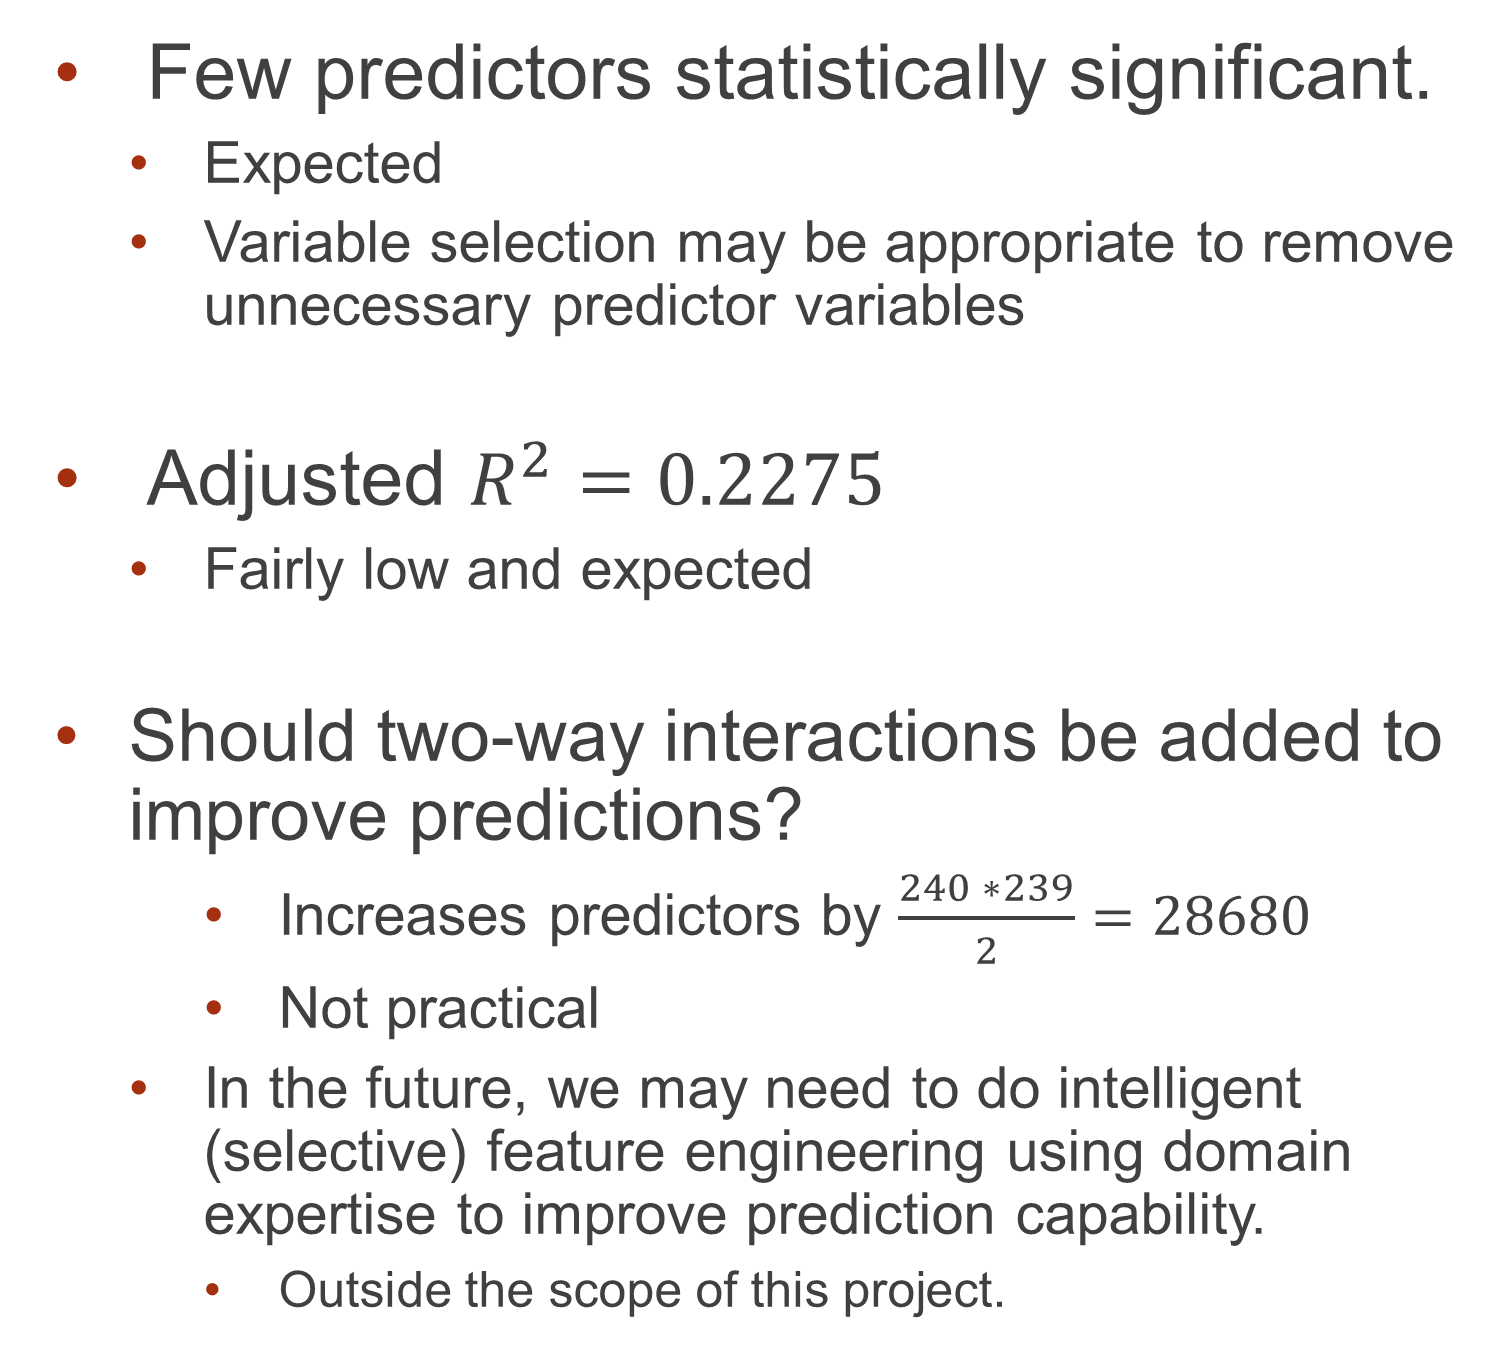 • Few predictors statistically significant.
• Expected
• Variable selection may be appropriate to remove
unnecessary predictor variables
• Adjusted R² = 0.2275
• Fairly low and expected
• Should two-way interactions be added to
improve predictions?
• Increases predictors by \frac{240 *239}{2} = 28680
• Not practical
• In the future, we may need to do intelligent
(selective) feature engineering using domain
expertise to improve prediction capability.
• Outside the scope of this project.